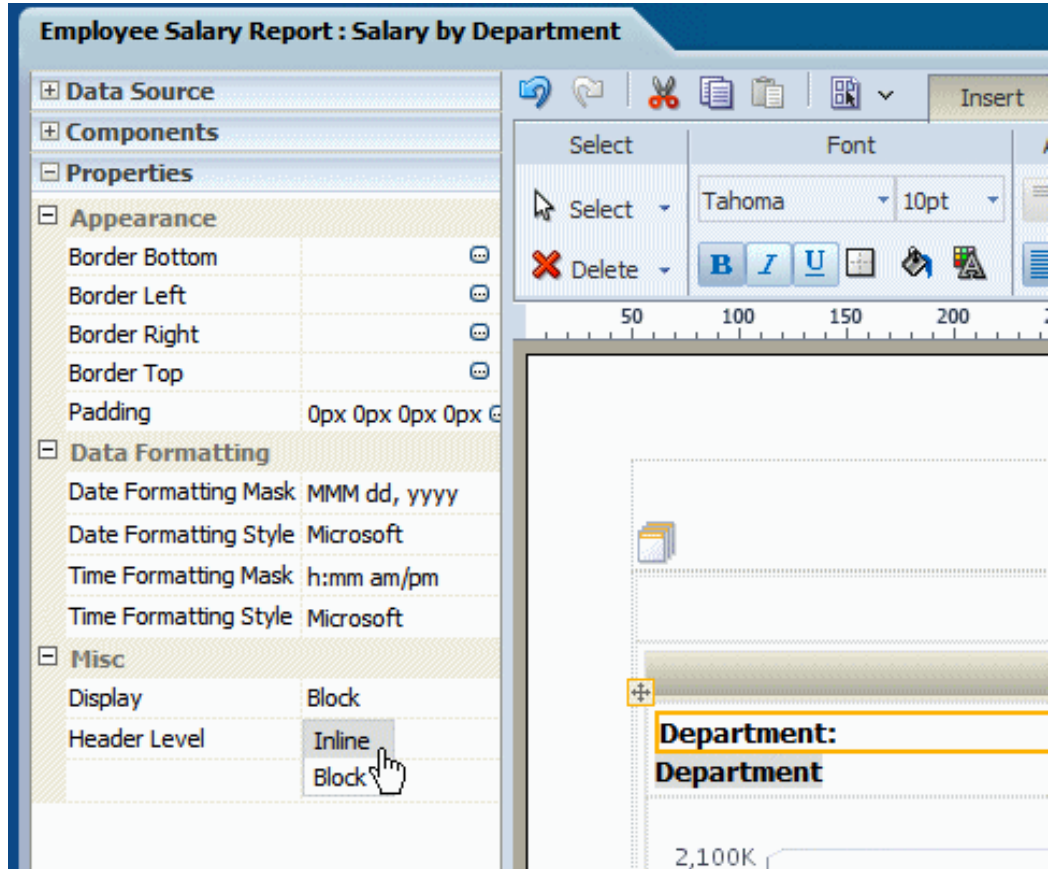 Employee Salary Report : Salary by Department
Data Source
Components
Properties
Appearance
Border Bottom
Border Left
Border Right
Border Top
Padding 0px 0px 0px 0px
Data Formatting
Date Formatting Mask MMM dd, yyyy
Date Formatting Style Microsoft
Time Formatting Mask h:mm am/pm
Time Formatting Style Microsoft
Misc
Display Block
Header Level Inline
Block
Insert
Select Font
Select Tahoma 10pt
Delete B I U A
50 100 150 200
Department:
Department
2,100K